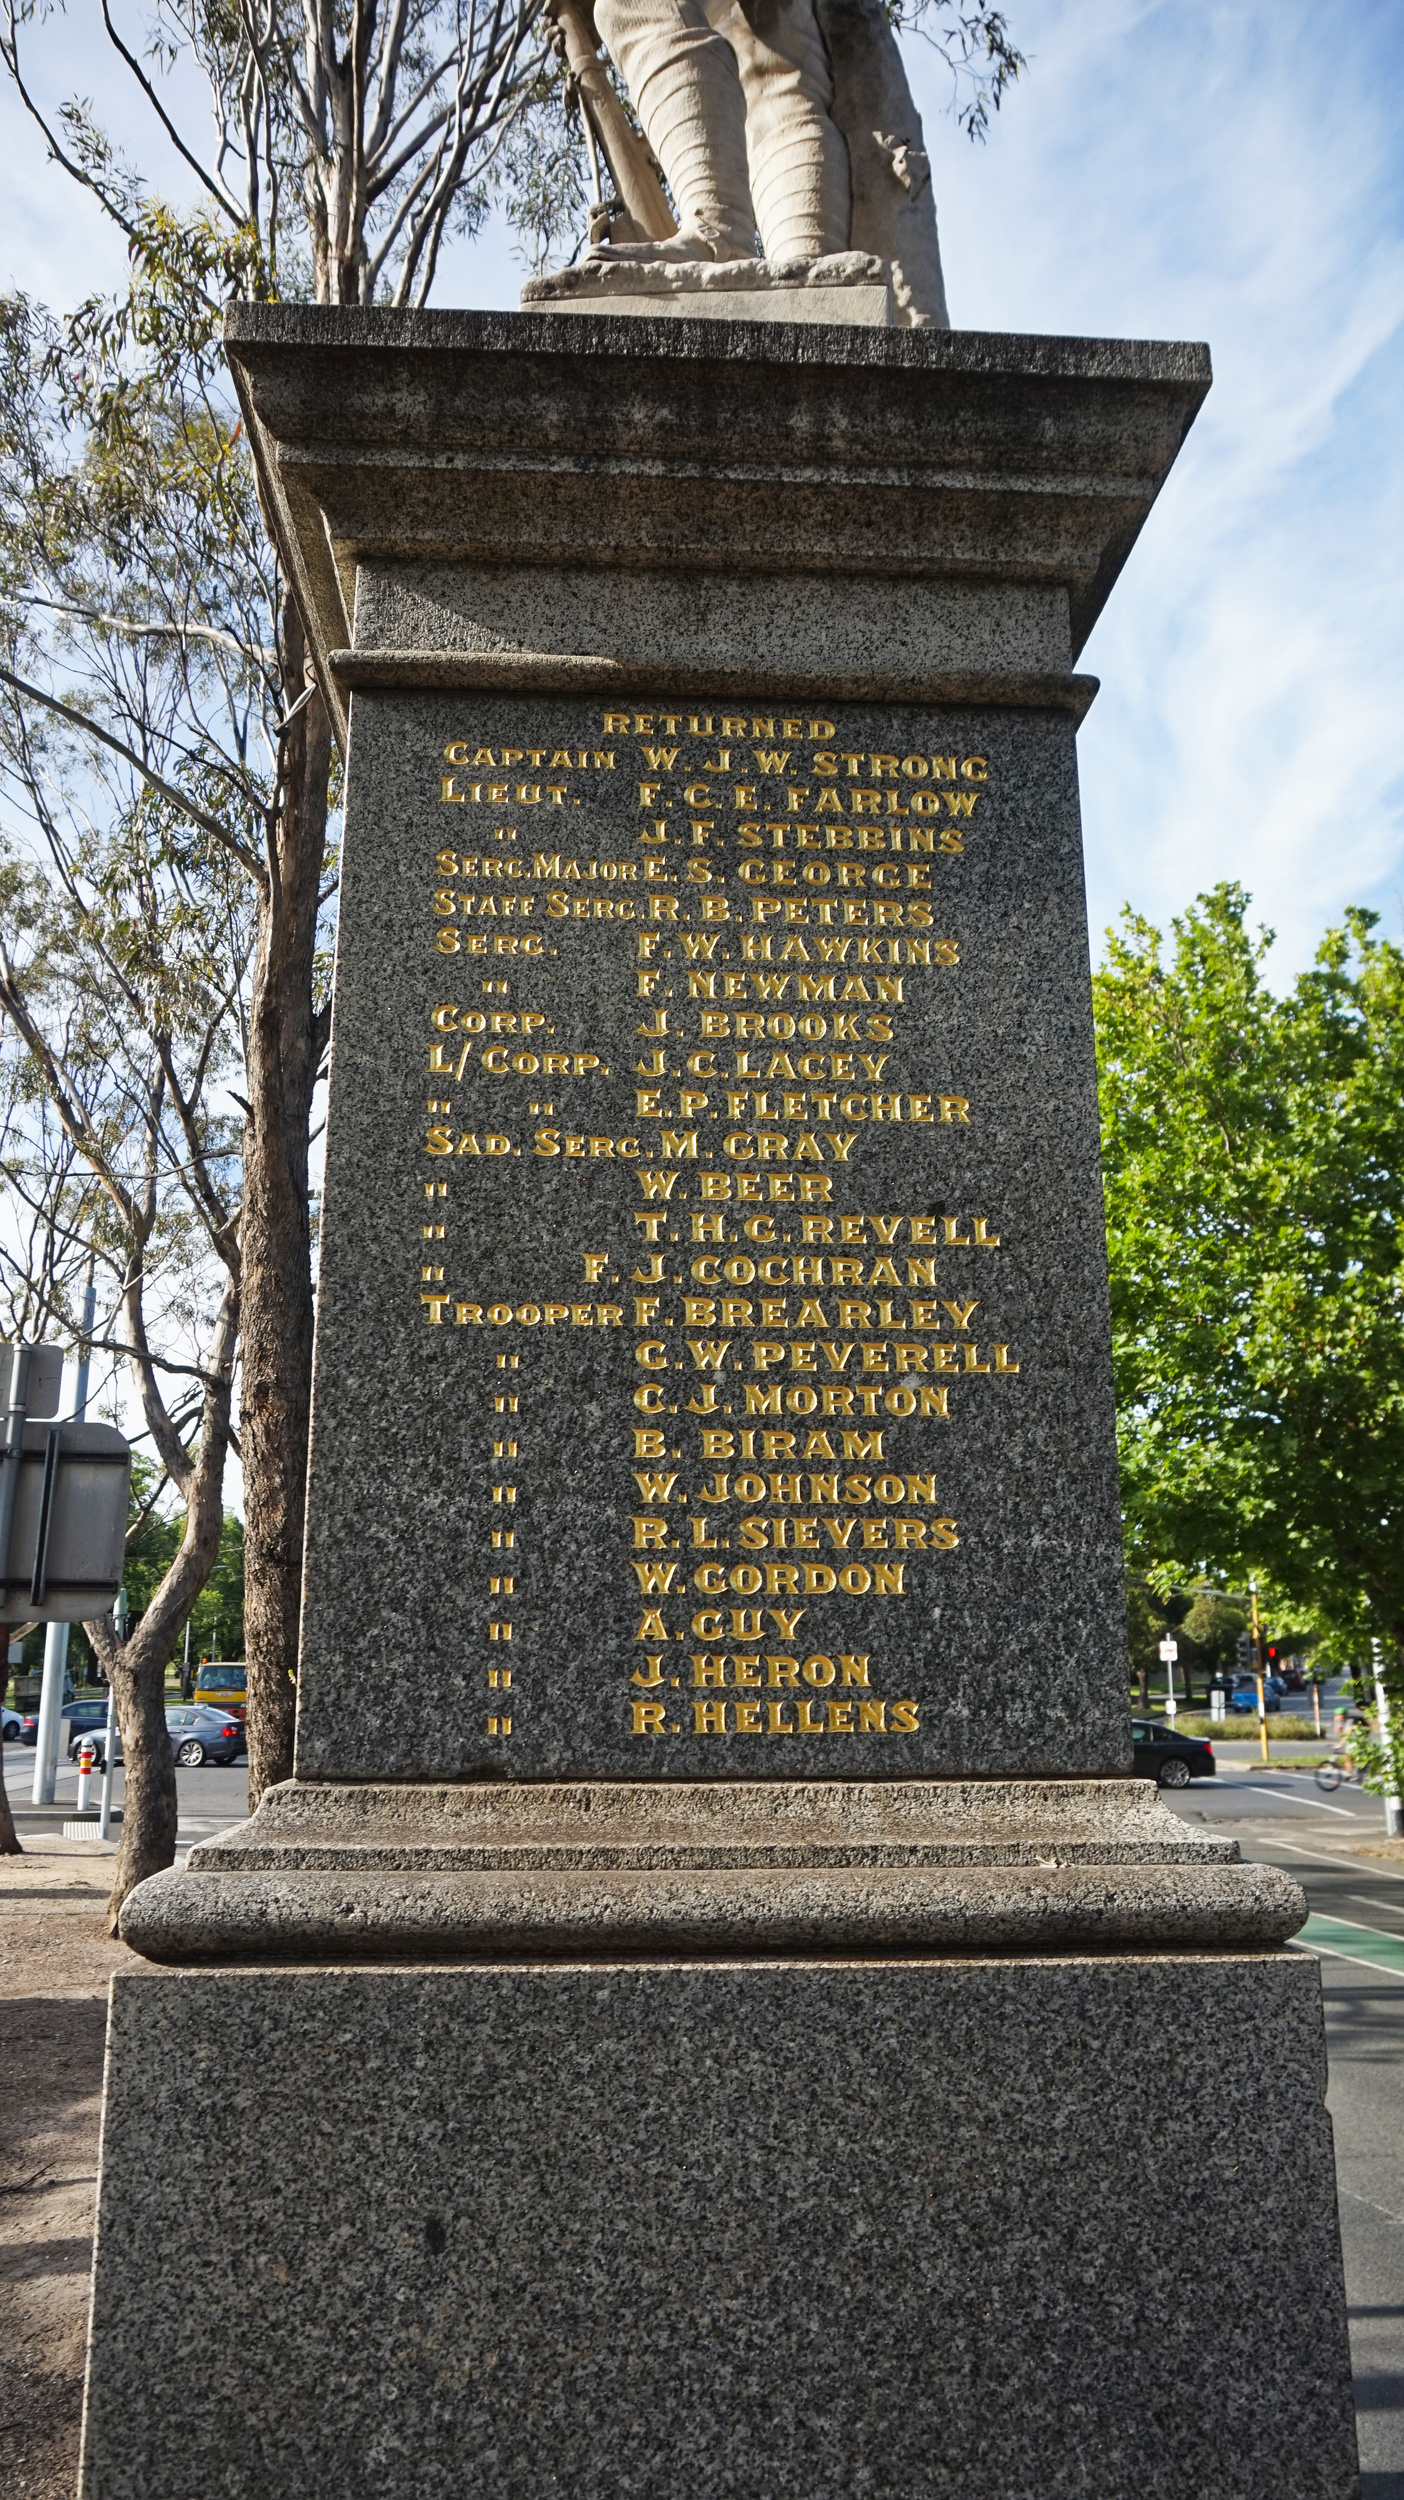 RETURNED
CAPTAIN W. J. W. STRONG
LIEUT. F. C. E. FARLOW
" J. F. STEBBINS
SERG. MAJOR E. S. GEORGE
STAFF SERG. R. B. PETERS
SERG. F. W. HAWKINS
" F. NEWMAN
CORP. J. BROOKS
L/ CORP. J. C. LACEY
" " E. P. FLETCHER
SAD. SERG. M. GRAY
" W. BEER
" T. H. G. REVELL
" F. J. COCHRAN
TROOPER F. BREARLEY
" G. W. PEVERELL
" C. J. MORTON
" B. BIRAM
" W. JOHNSON
" R. L. SIEVERS
" W. GORDON
" A. GUY
" J. HERON
" R. HELLENS